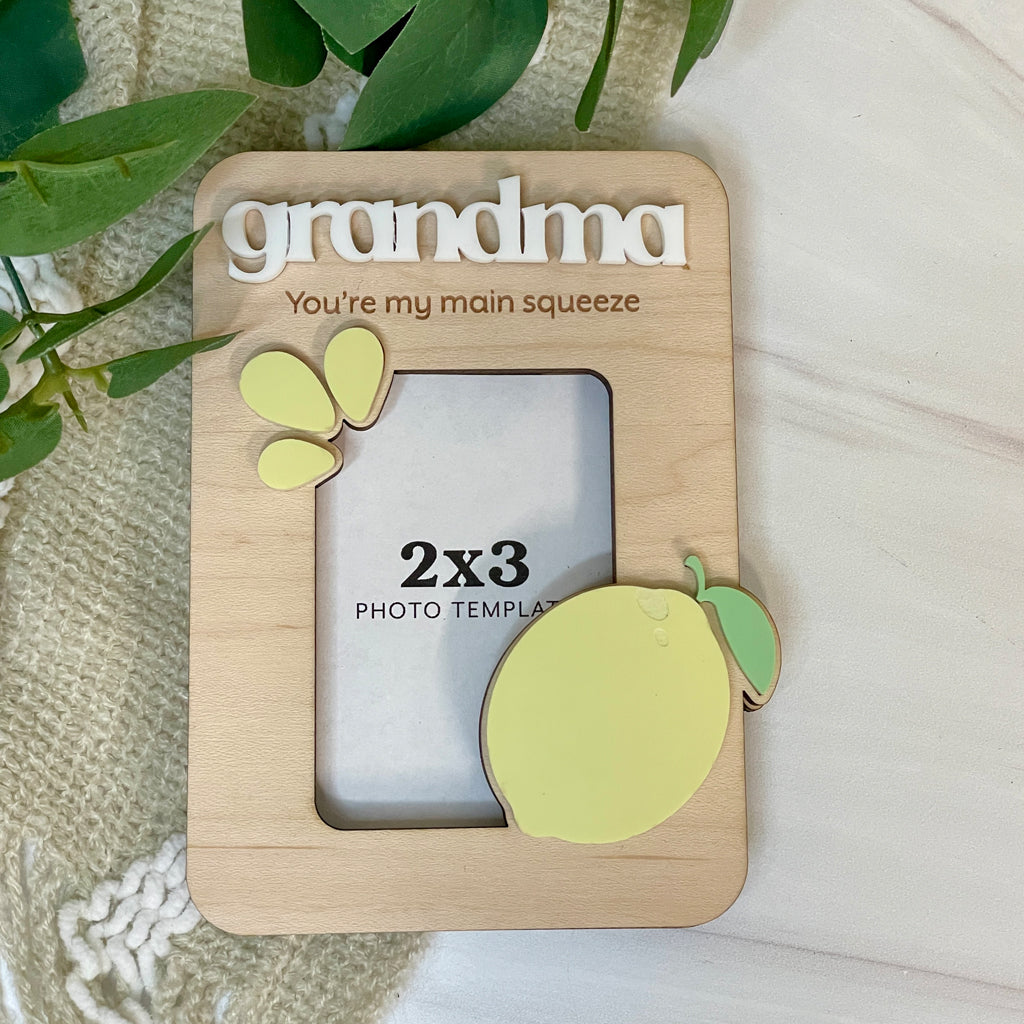 grandma
You're my main squeeze
2x3
PHOTO TEMPLAT